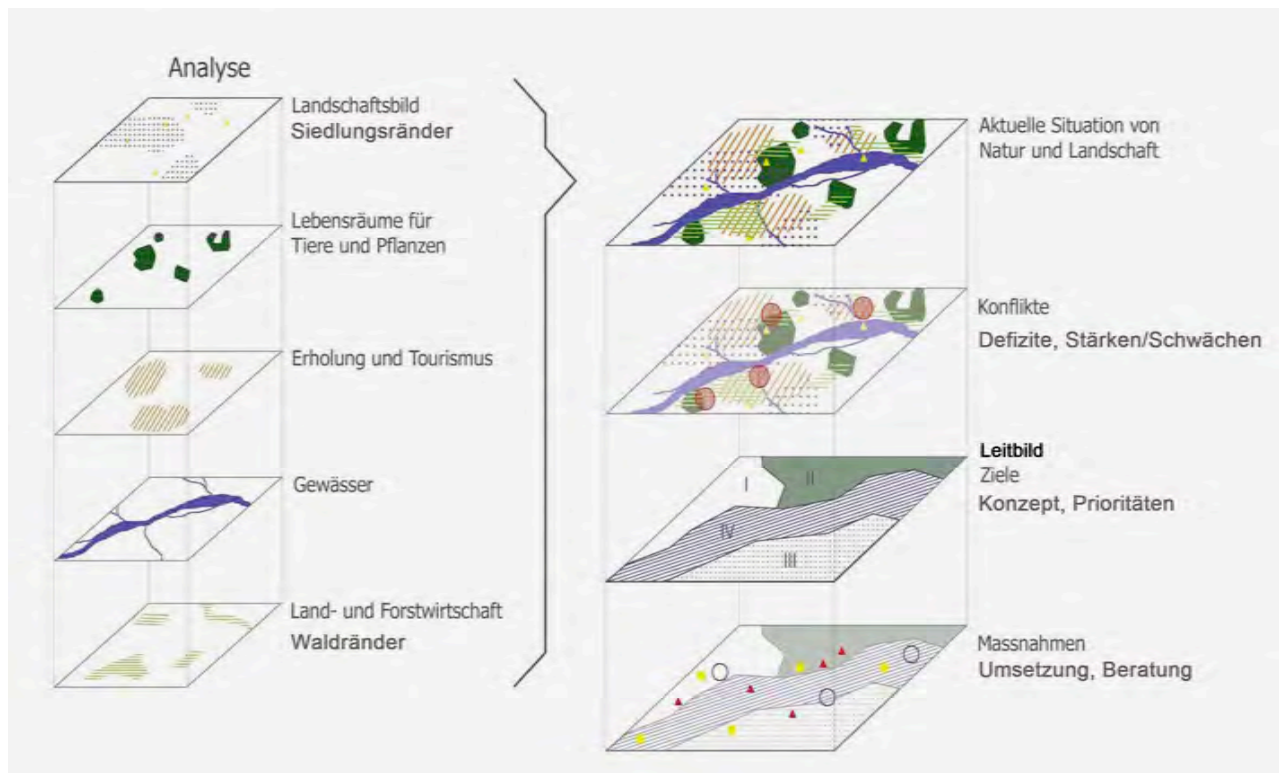 Analyse
Landschaftsbild
Siedlungsränder
Lebensräume für
Tiere und Pflanzen
Erholung und Tourismus
Gewässer
Land- und Forstwirtschaft
Waldränder
Aktuelle Situation von
Natur und Landschaft
Konflikte
Defizite, Stärken/Schwächen
Leitbild
Ziele
Konzept, Prioritäten
I
II
IV
III
Massnahmen
Umsetzung, Beratung